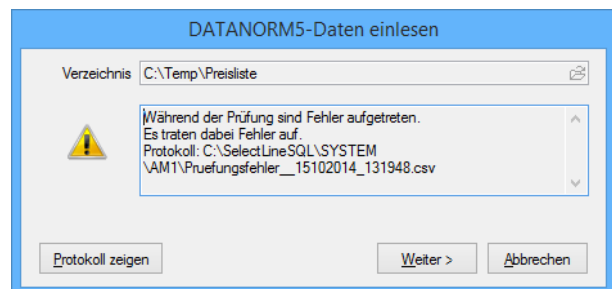 DATANORM5-Daten einlesen
Verzeichnis C:\Temp\Preisliste
Während der Prüfung sind Fehler aufgetreten.
Es traten dabei Fehler auf.
Protokoll: C:\SelectLineSQL\SYSTEM
\AM1\Pruefungsfehler__15102014_131948.csv
Protokoll zeigen Weiter > Abbrechen